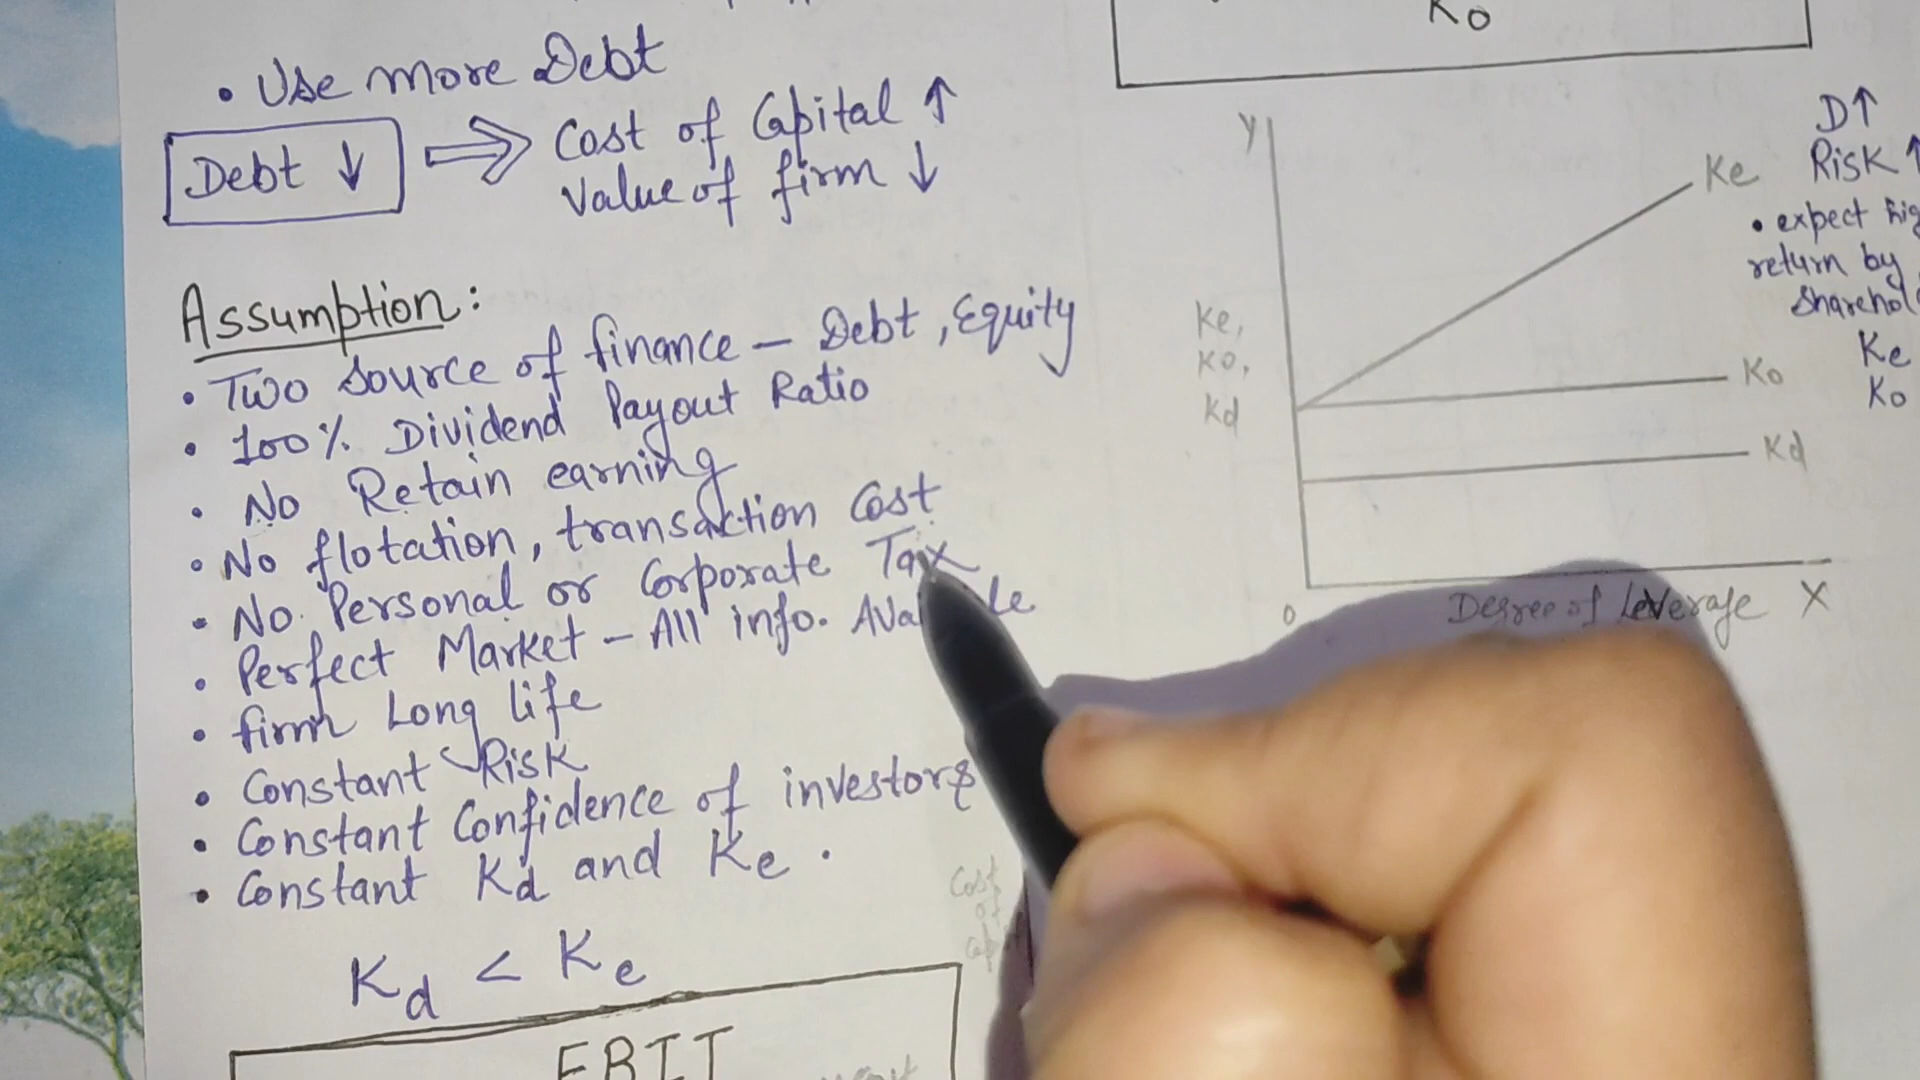 • Use more Debt
Debt ↓ ⇒ Cost of Capital ↑
Value of firm ↓
Assumption:
• Two source of finance – Debt, Equity
• 100% Dividend Payout Ratio
• No Retain earning
• No flotation, transaction Cost
• No Personal or Corporate Tax
• Perfect Market – All info.
• firm Long life
• Constant Risk
• Constant Confidence of investors
• Constant Kd and Ke.
Kd < Ke
EBIT
Cost
of
Ko
Y
Ke,
Ko,
Kd
Ke
Ko
Kd
0
Degree of Leverage X
D↑
Risk ↑
• expect
return by
Ke
Ko